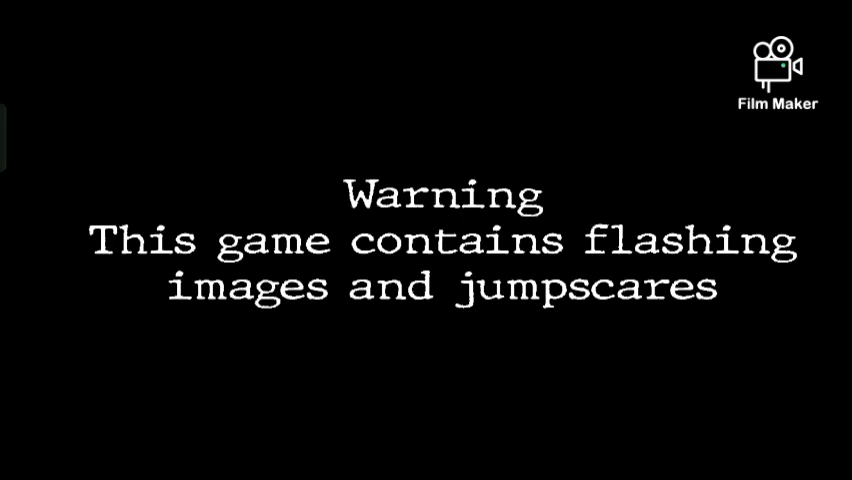 Film Maker
Warning
This game contains flashing
images and jumpscares